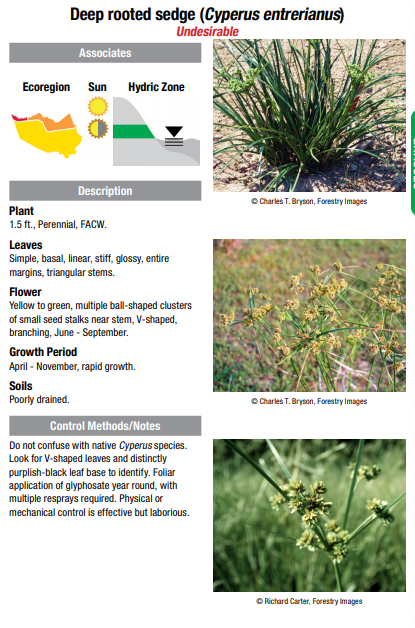 Deep rooted sedge (Cyperus entrerianus)
Undesirable
Associates
Ecoregion Sun Hydric Zone
Description
Plant
1.5 ft., Perennial, FACW.
Leaves
Simple, basal, linear, stiff, glossy, entire
margins, triangular stems.
Flower
Yellow to green, multiple ball-shaped clusters
of small seed stalks near stem, V-shaped,
branching, June - September.
Growth Period
April - November, rapid growth.
Soils
Poorly drained.
Control Methods/Notes
Do not confuse with native Cyperus species.
Look for V-shaped leaves and distinctly
purplish-black leaf base to identify. Foliar
application of glyphosate year round, with
multiple resprays required. Physical or
mechanical control is effective but laborious.
© Charles T. Bryson, Forestry Images
© Charles T. Bryson, Forestry Images
© Richard Carter, Forestry Images